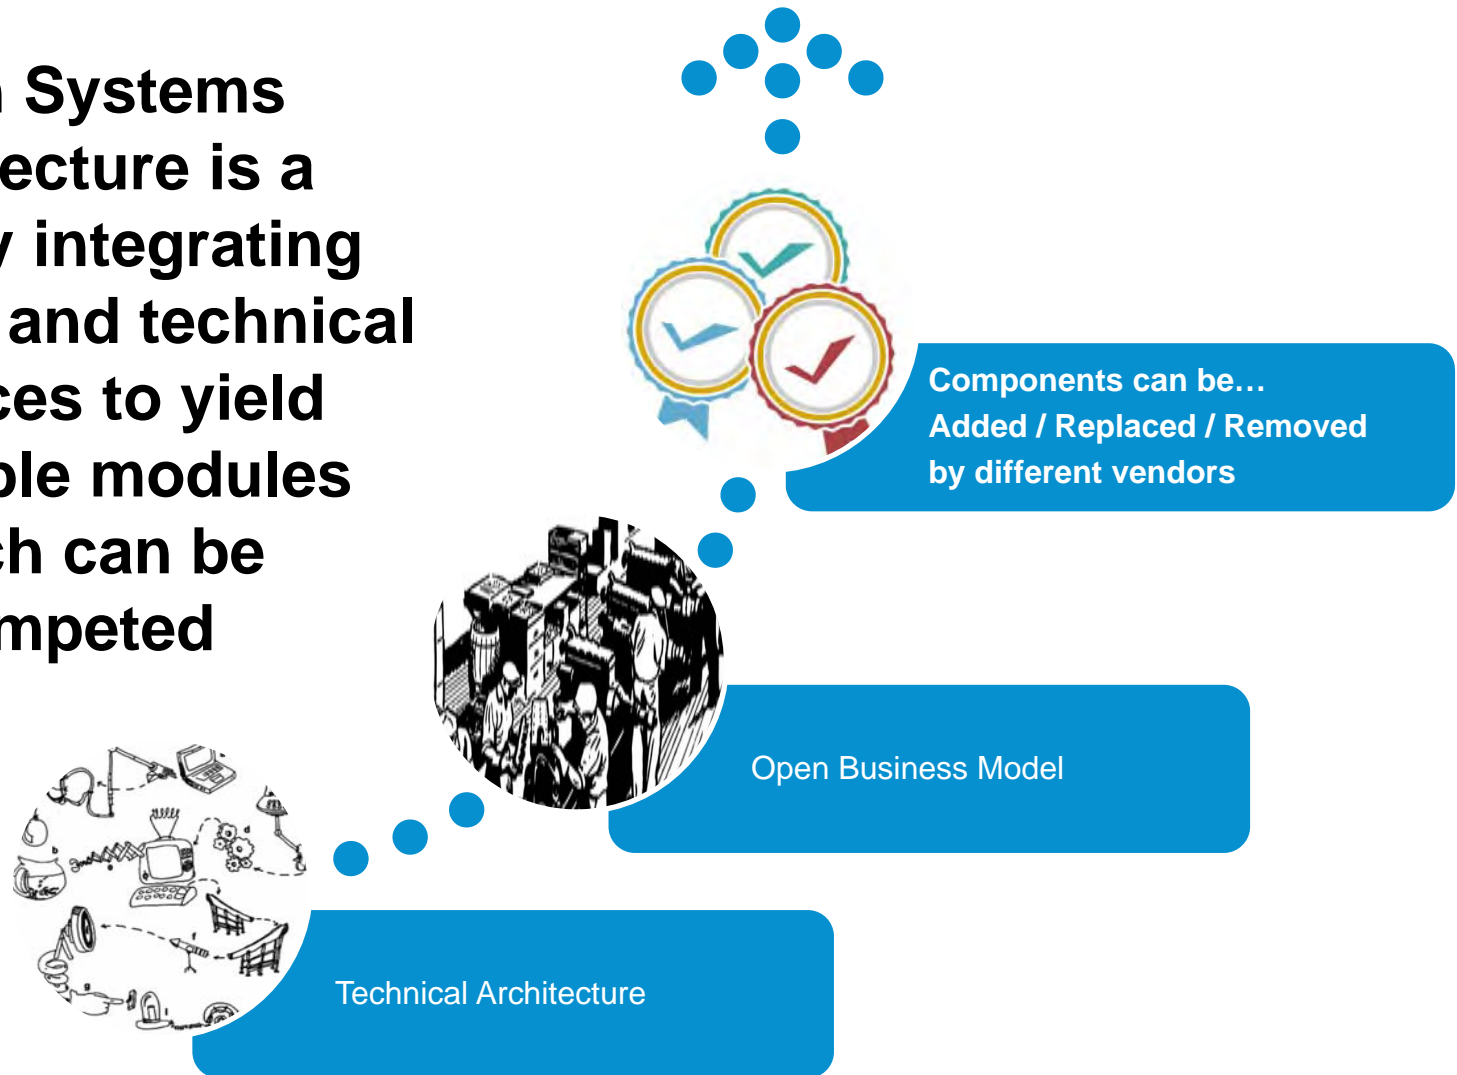 n Systems
ecture is a
y integrating
and technical
ces to yield
ble modules
ch can be
mpeted
Components can be…
Added / Replaced / Removed
by different vendors
Open Business Model
Technical Architecture